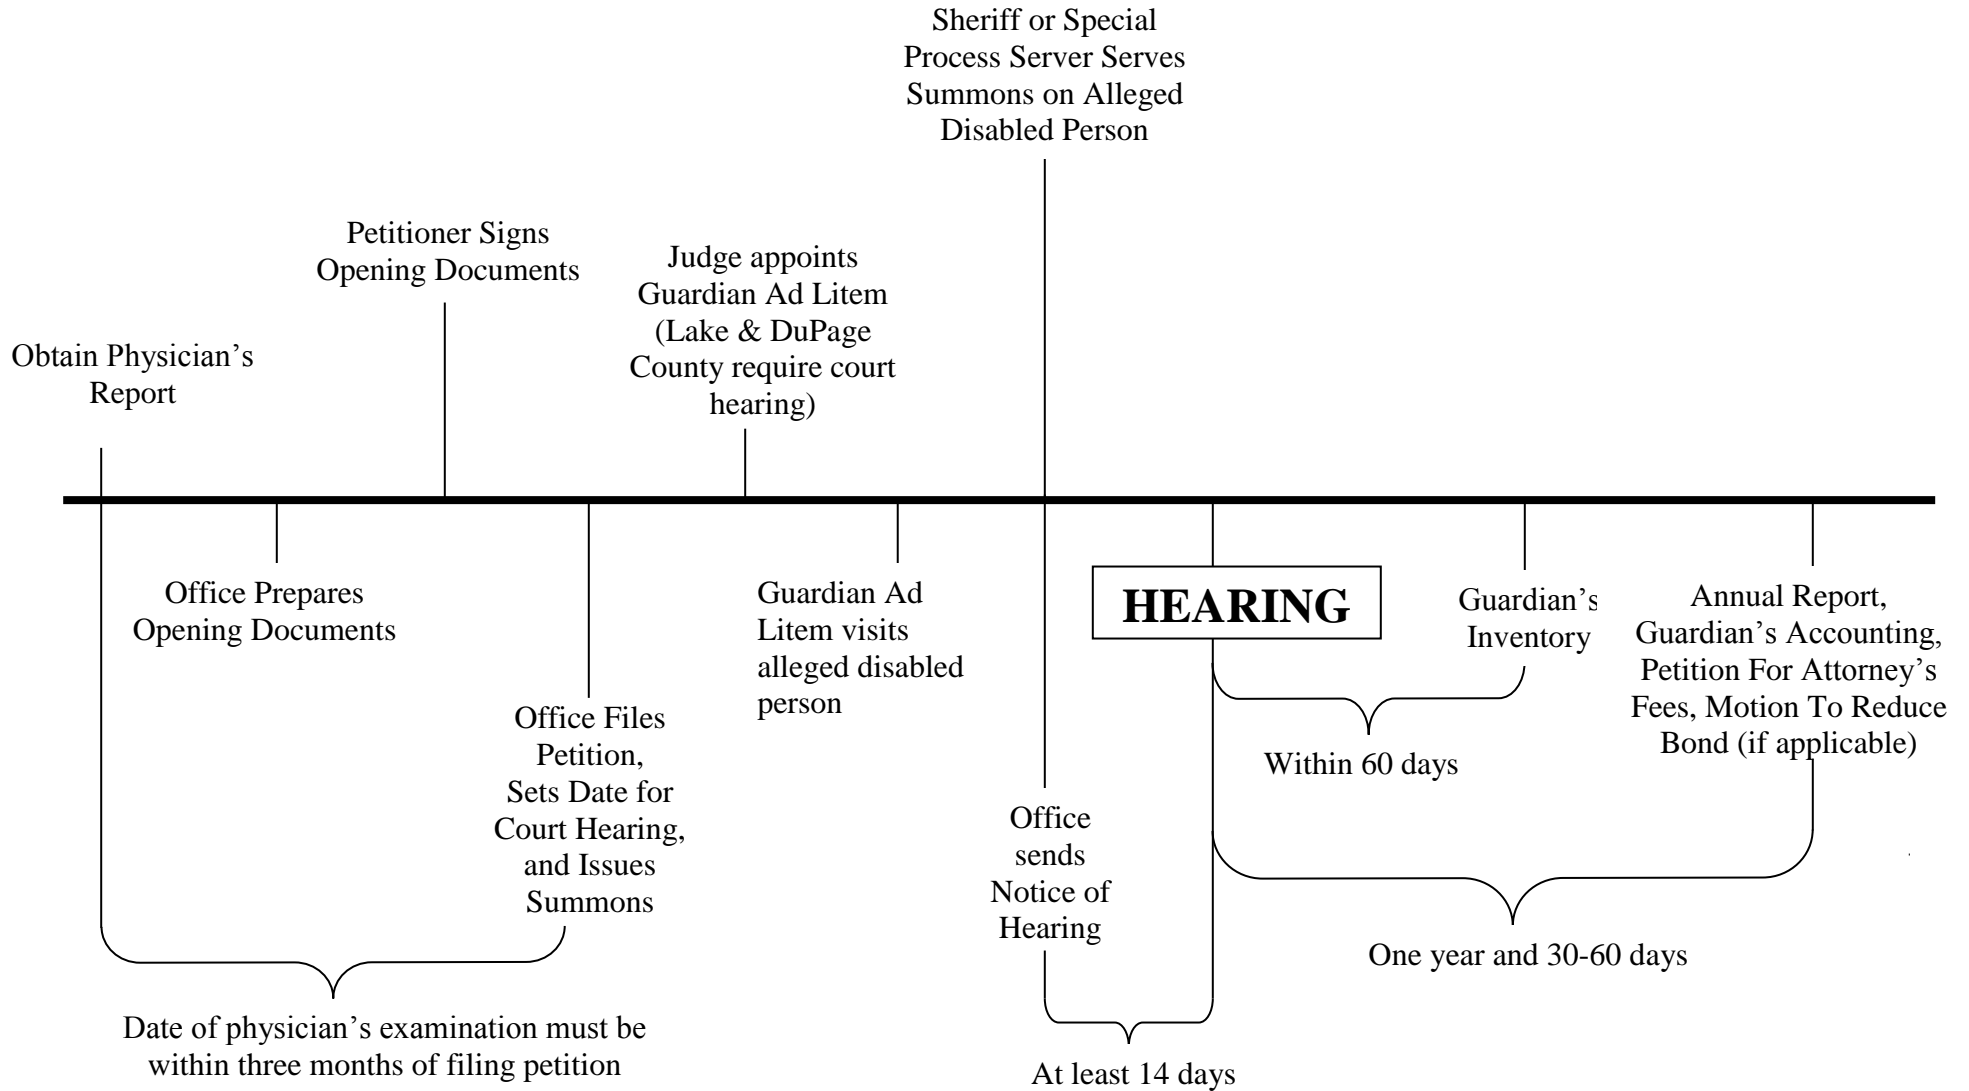 Sheriff or Special
Process Server Serves
Summons on Alleged
Disabled Person
Petitioner Signs
Opening Documents
Judge appoints
Guardian Ad Litem
(Lake & DuPage
County require court
hearing)
Obtain Physician’s
Report
Office Prepares
Opening Documents
Office Files
Petition,
Sets Date for
Court Hearing,
and Issues
Summons
Guardian Ad
Litem visits
alleged disabled
person
Office
sends
Notice of
Hearing
HEARING
Guardian’s
Inventory
Annual Report,
Guardian’s Accounting,
Petition For Attorney’s
Fees, Motion To Reduce
Bond (if applicable)
Within 60 days
One year and 30-60 days
Date of physician’s examination must be
within three months of filing petition
At least 14 days